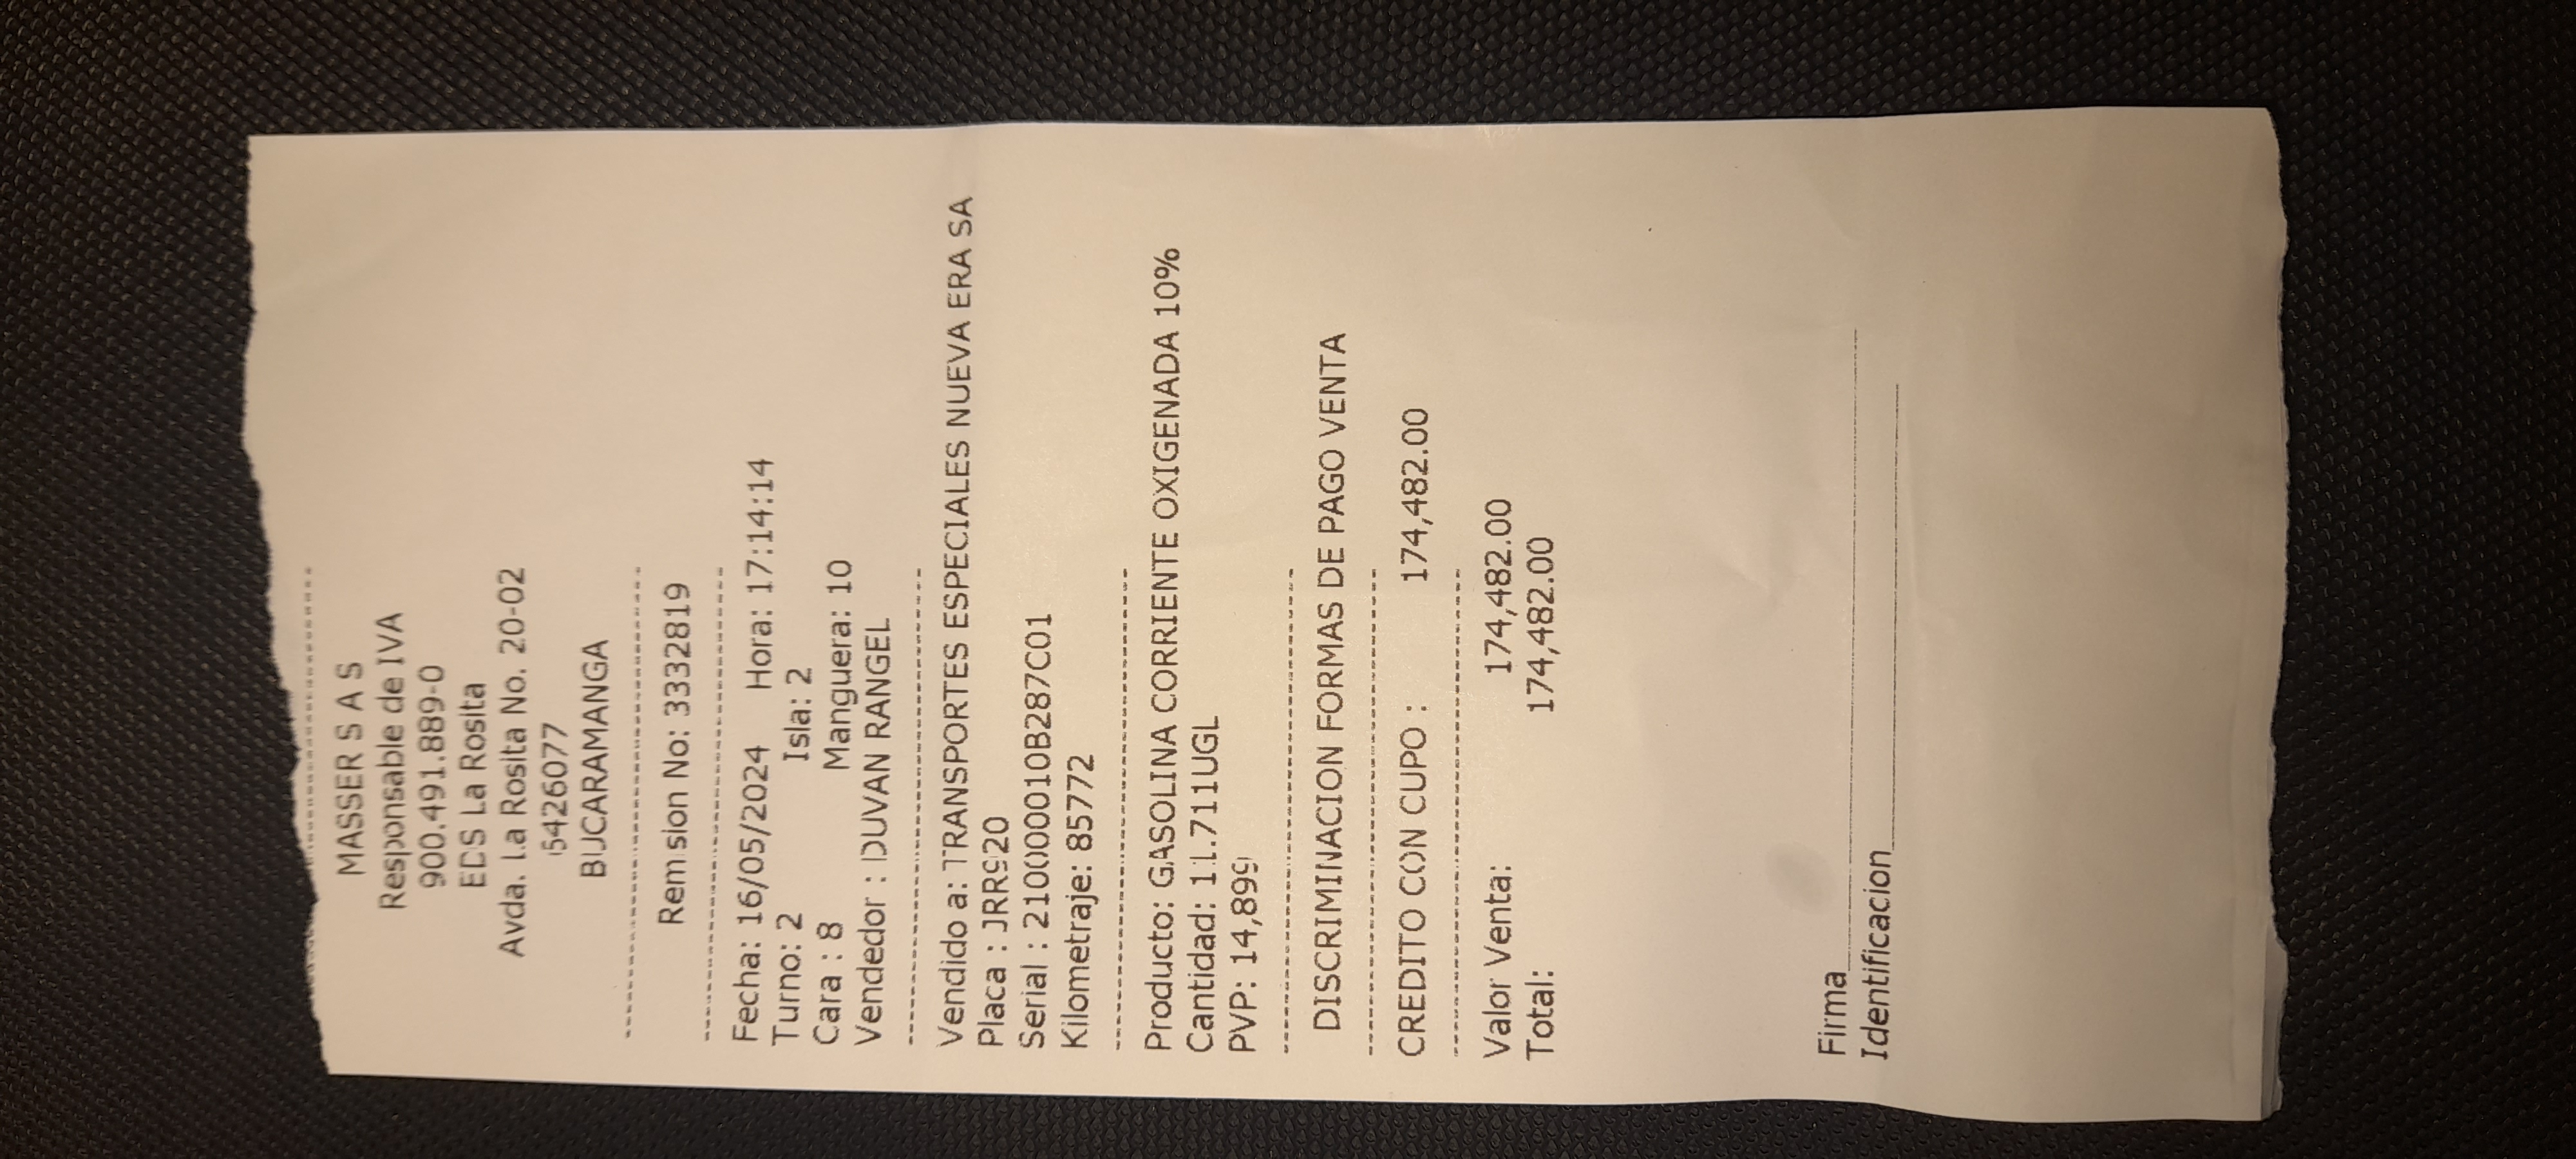 MASSER S A S
Responsable de IVA
900.491.889-0
EDS La Rosita
Avda. La Rosita No. 20-02
5426077
BUCARAMANGA
Remision No: 3332819
Fecha: 16/05/2024 Hora: 17:14:14
Turno: 2 Isla: 2
Cara : 8 Manguera: 10
Vendedor : DUVAN RANGEL
Vendido a: TRANSPORTES ESPECIALES NUEVA ERA SA
Placa : JRR920
Serial : 2100000010B287C01
Kilometraje: 85772
Producto: GASOLINA CORRIENTE OXIGENADA 10%
Cantidad: 11.711UGL
PVP: 14,899
DISCRIMINACION FORMAS DE PAGO VENTA
CREDITO CON CUPO : 174,482.00
Valor Venta: 174,482.00
Total: 174,482.00
Firma
Identificacion